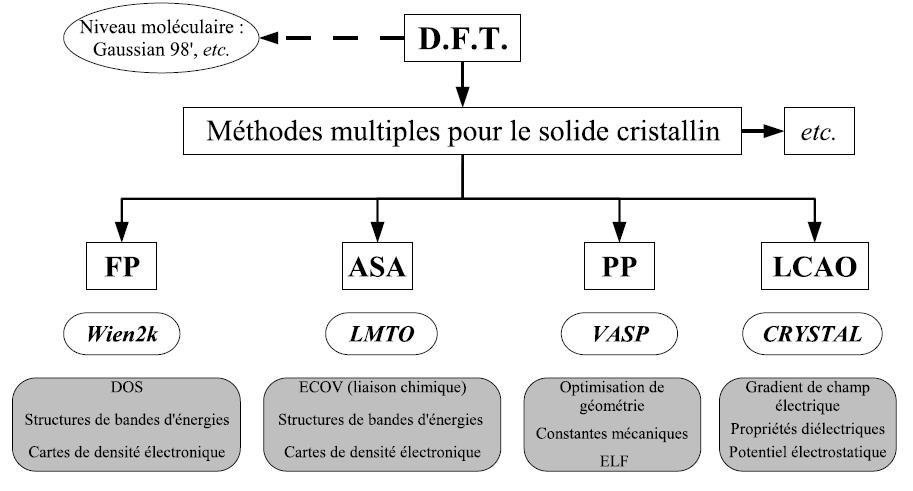 Niveau moléculaire :
Gaussian 98', etc.
D.F.T.
Méthodes multiples pour le solide cristallin
etc.
FP
ASA
PP
LCAO
Wien2k
LMTO
VASP
CRYSTAL
DOS
Structures de bandes d'énergies
Cartes de densité électronique
ECOV (liaison chimique)
Structures de bandes d'énergies
Cartes de densité électronique
Optimisation de
géométrie
Constantes mécaniques
ELF
Gradient de champ
électrique
Propriétés diélectriques
Potentiel électrostatique